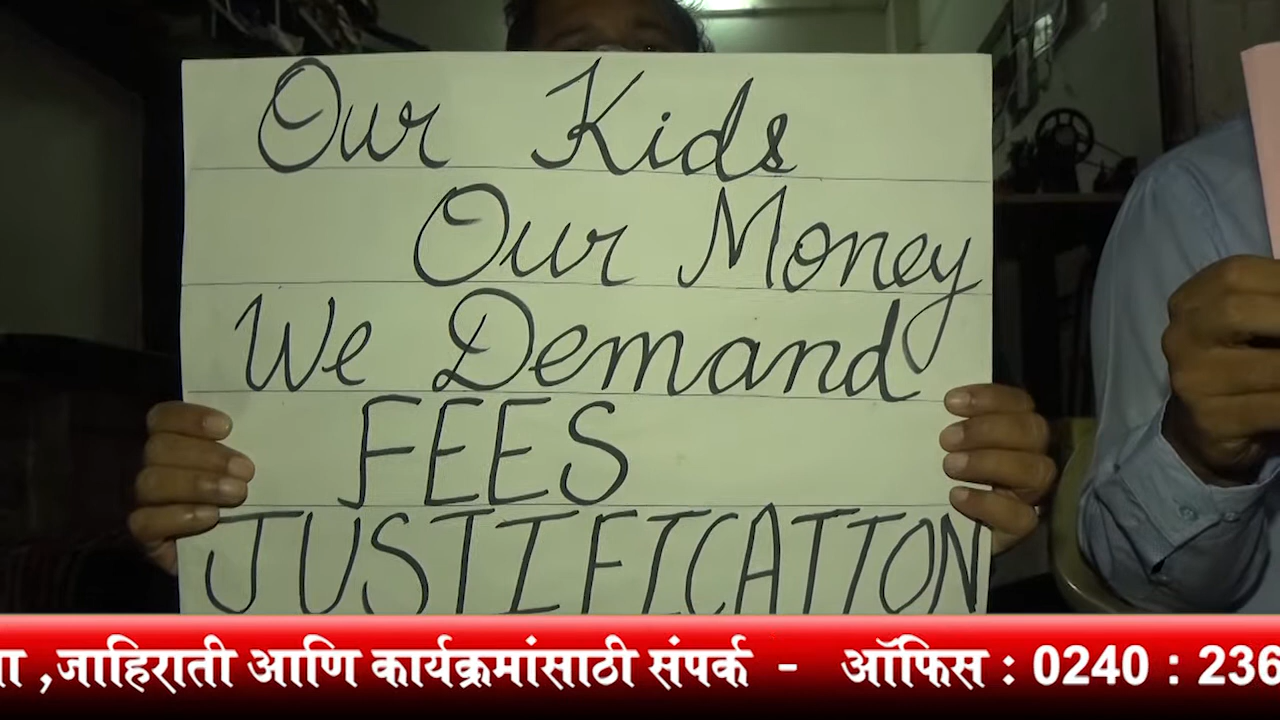 Our Kids
Our Money
We Demand
FEES
JUSTIFICATION
,जाहिराती आणि कार्यक्रमांसाठी संपर्क - ऑफिस : 0240 : 236